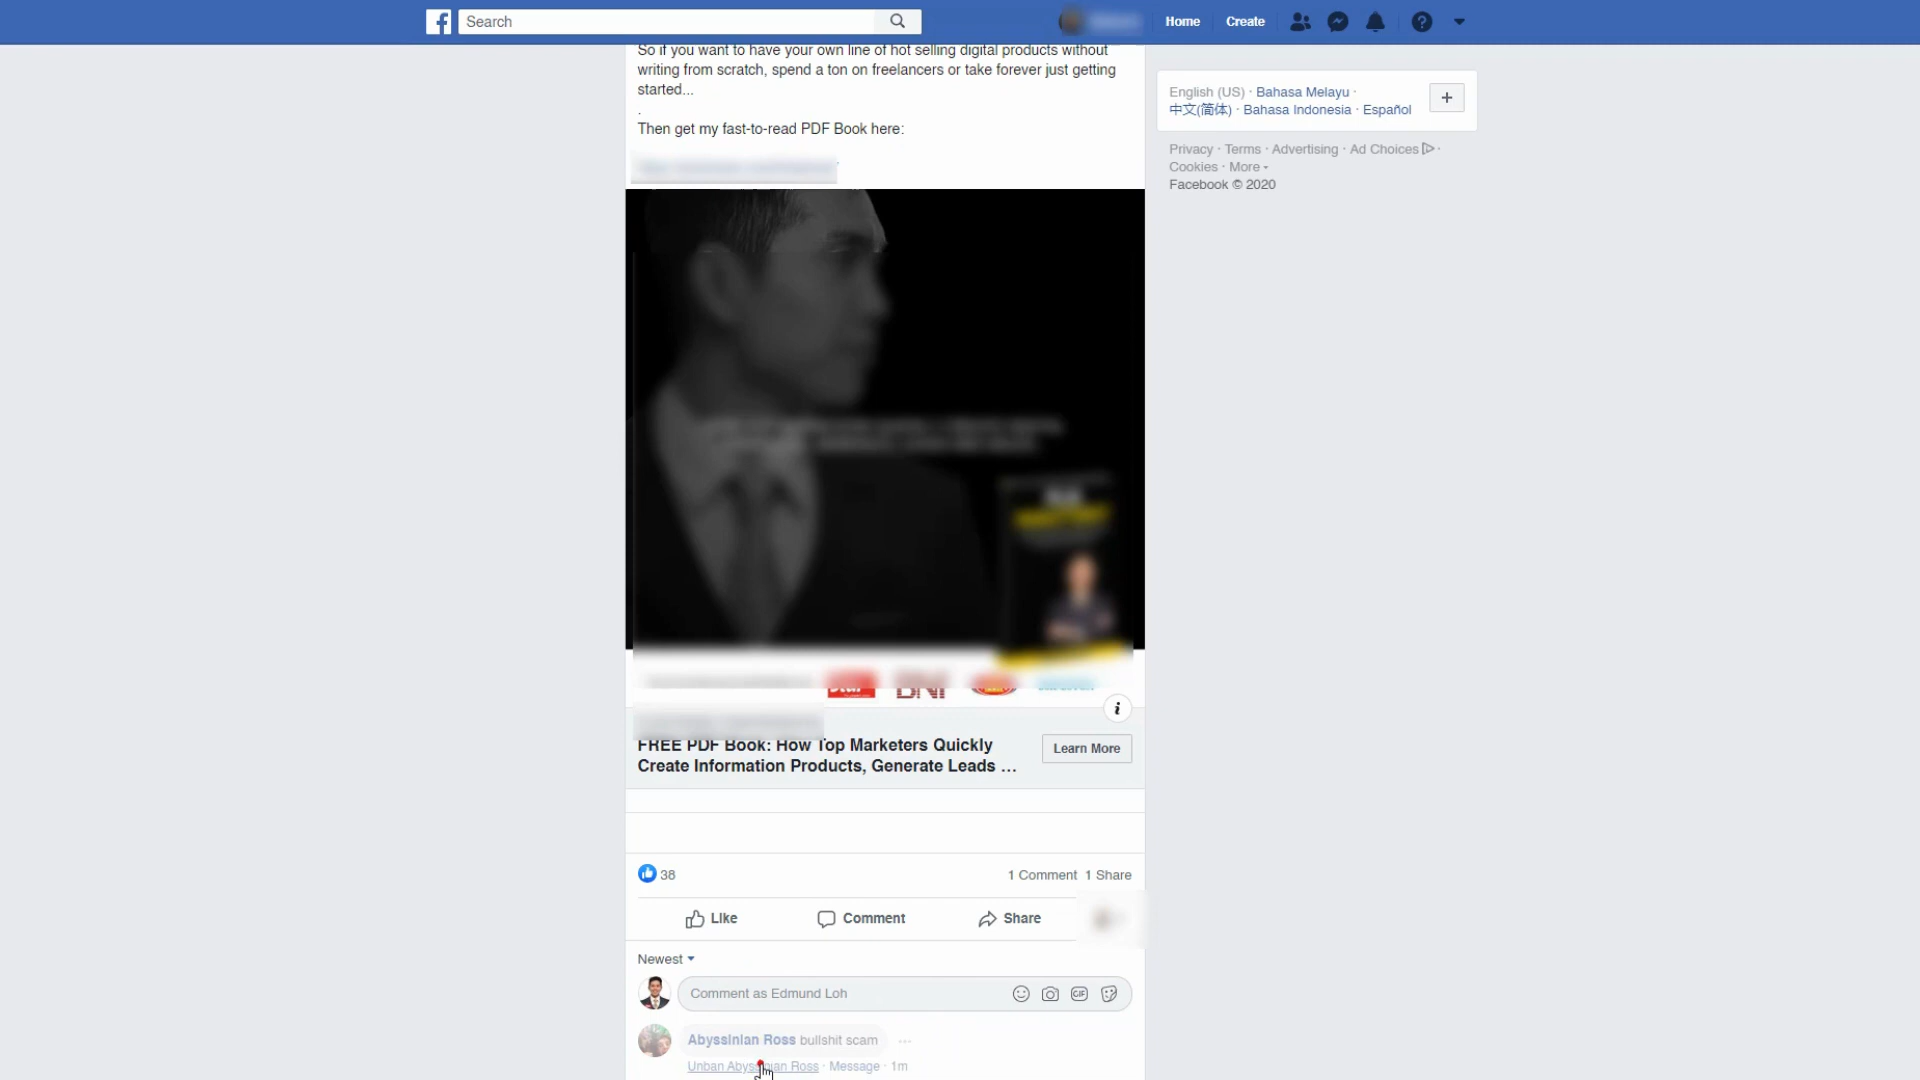 Search
Home
Create
So if you want to have your own line of hot selling digital products without
writing from scratch, spend a ton on freelancers or take forever just getting
started...
.
Then get my fast-to-read PDF Book here:
English (US) · Bahasa Melayu ·
中文(简体) · Bahasa Indonesia · Español
Privacy · Terms · Advertising · Ad Choices ·
Cookies · More
Facebook © 2020
Star BNI
i
FREE PDF Book: How Top Marketers Quickly
Create Information Products, Generate Leads …
Learn More
38
1 Comment 1 Share
Like
Comment
Share
Newest
Comment as Edmund Loh
GIF
Abyssinian Ross bullshit scam ...
Unban Abyssinian Ross · Message · 1m